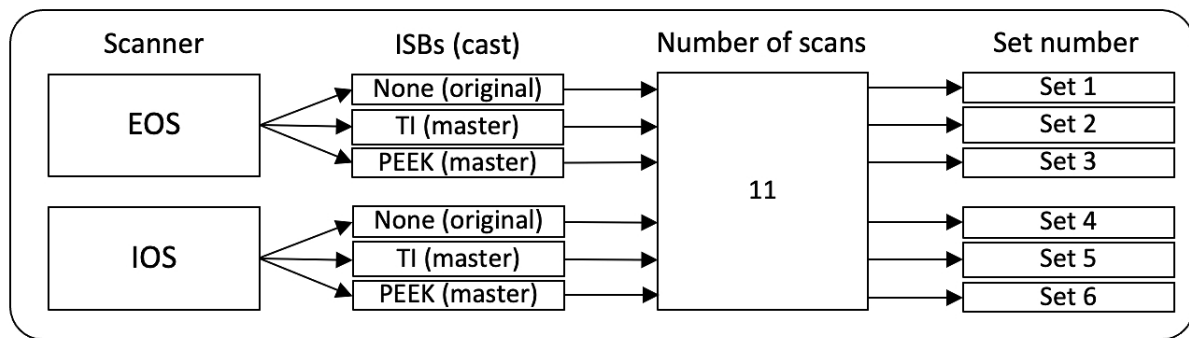 Scanner ISBs (cast) Number of scans Set number
EOS
None (original)
TI (master)
PEEK (master)
IOS
None (original)
TI (master)
PEEK (master)
11
Set 1
Set 2
Set 3
Set 4
Set 5
Set 6